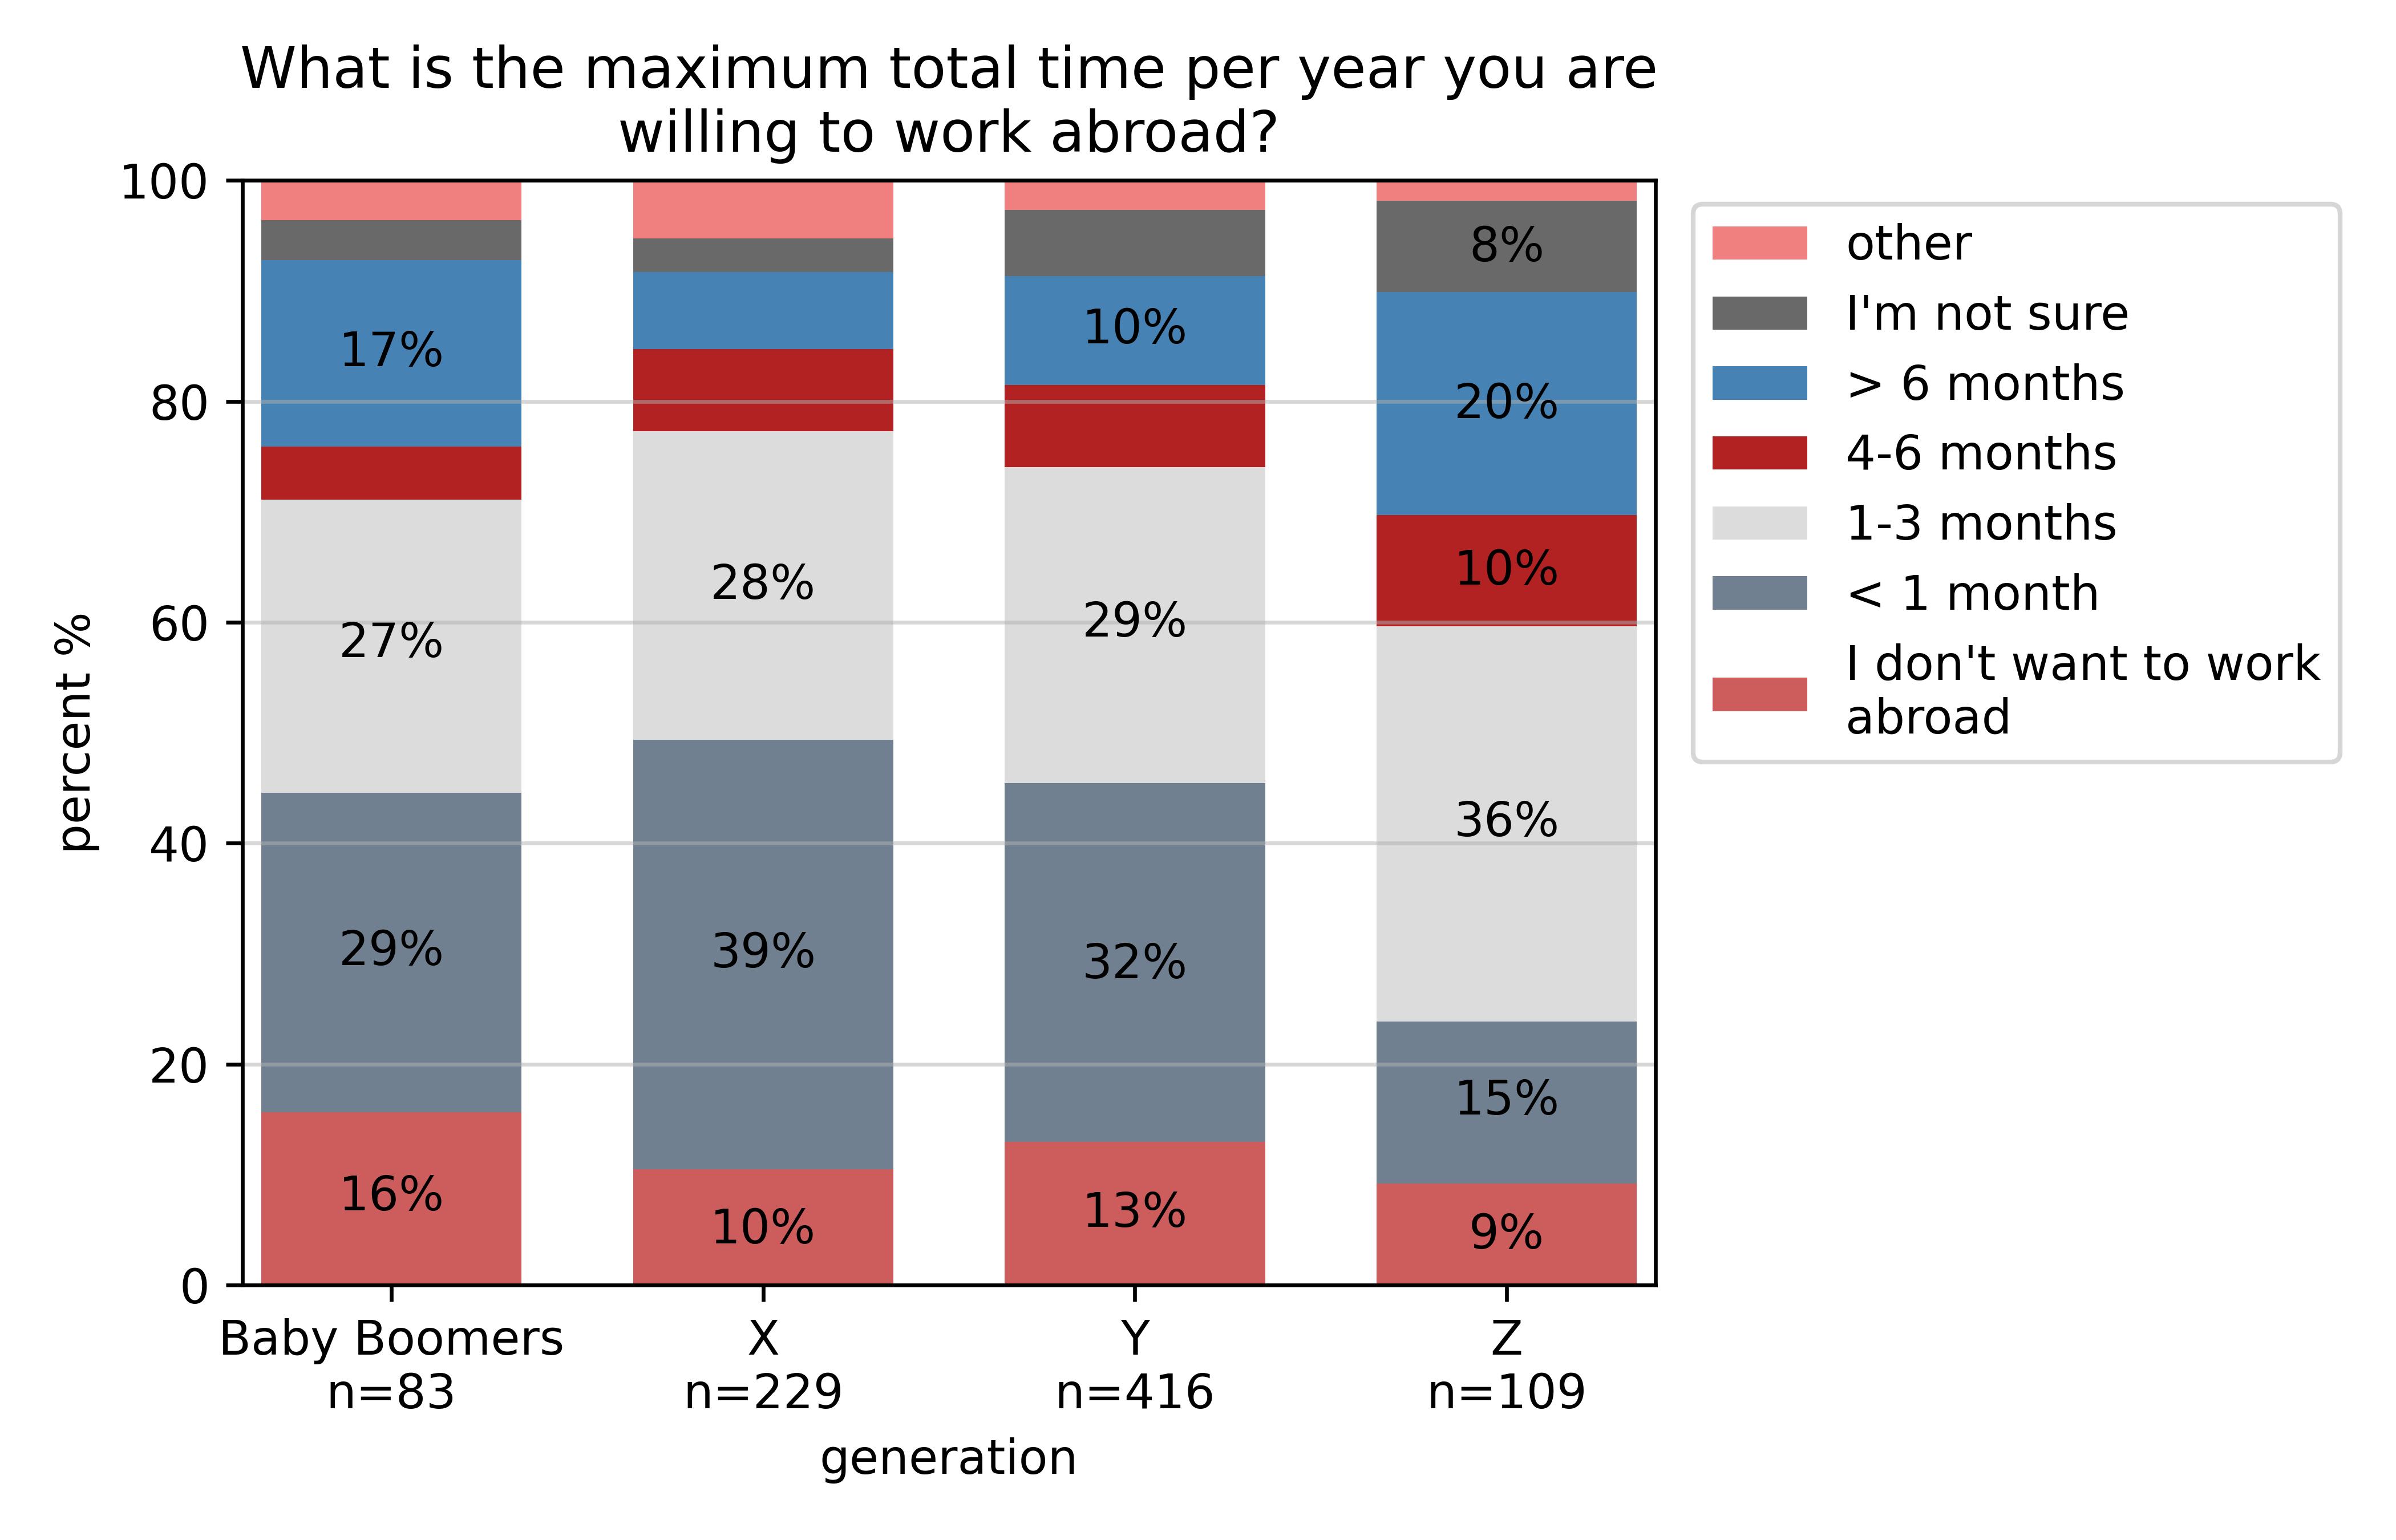 What is the maximum total time per year you are
willing to work abroad?
percent %
100
80
60
40
20
0
17%
27%
29%
16%
28%
39%
10%
10%
29%
32%
13%
8%
20%
10%
36%
15%
9%
Baby Boomers
n=83
X
n=229
Y
n=416
Z
n=109
generation
other
I'm not sure
> 6 months
4-6 months
1-3 months
< 1 month
I don't want to work
abroad